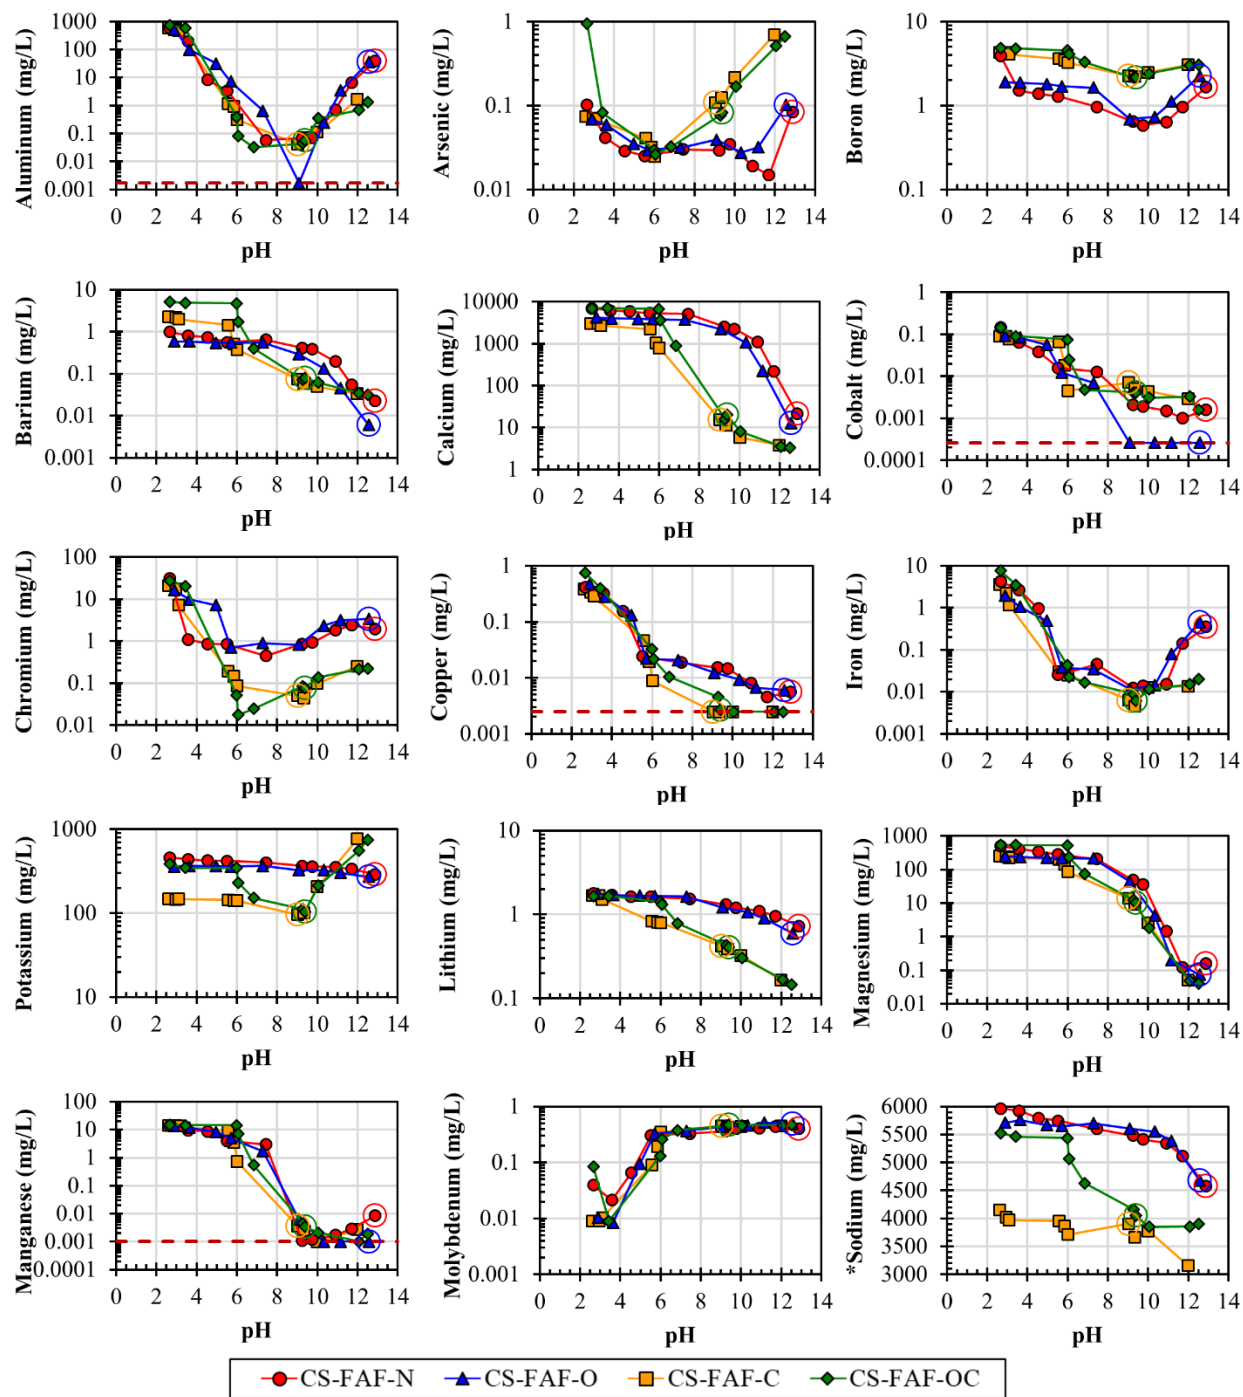 Aluminum (mg/L)
1000
100
10
1
0.1
0.01
0.001
0 2 4 6 8 10 12 14
pH
Arsenic (mg/L)
1
0.1
0.01
0 2 4 6 8 10 12 14
pH
Boron (mg/L)
10
1
0.1
0 2 4 6 8 10 12 14
pH
Barium (mg/L)
10
1
0.1
0.01
0.001
0 2 4 6 8 10 12 14
pH
Calcium (mg/L)
10000
1000
100
10
1
0 2 4 6 8 10 12 14
pH
Cobalt (mg/L)
1
0.1
0.01
0.001
0.0001
0 2 4 6 8 10 12 14
pH
Chromium (mg/L)
100
10
1
0.1
0.01
0 2 4 6 8 10 12 14
pH
Copper (mg/L)
1
0.1
0.01
0.001
0 2 4 6 8 10 12 14
pH
Iron (mg/L)
10
1
0.1
0.01
0.001
0 2 4 6 8 10 12 14
pH
Potassium (mg/L)
1000
100
10
0 2 4 6 8 10 12 14
pH
Lithium (mg/L)
10
1
0.1
0 2 4 6 8 10 12 14
pH
Magnesium (mg/L)
1000
100
10
1
0.1
0.01
0 2 4 6 8 10 12 14
pH
Manganese (mg/L)
100
10
1
0.1
0.01
0.001
0.0001
0 2 4 6 8 10 12 14
pH
Molybdenum (mg/L)
1
0.1
0.01
0.001
0 2 4 6 8 10 12 14
pH
*Sodium (mg/L)
6000
5500
5000
4500
4000
3500
3000
0 2 4 6 8 10 12 14
pH
CS-FAF-N CS-FAF-O CS-FAF-C CS-FAF-OC